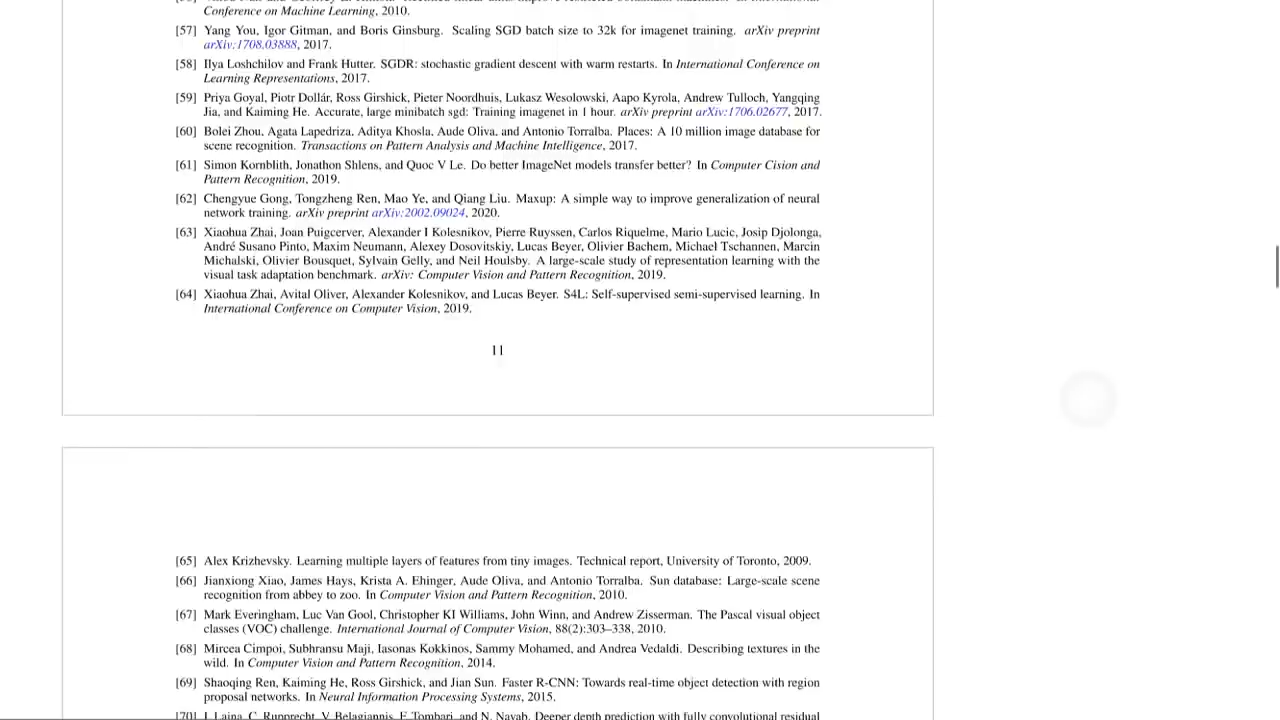 Conference on Machine Learning, 2010.
[57] Yang You, Igor Gitman, and Boris Ginsburg. Scaling SGD batch size to 32k for imagenet training. arXiv preprint
arXiv:1708.03888, 2017.
[58] Ilya Loshchilov and Frank Hutter. SGDR: stochastic gradient descent with warm restarts. In International Conference on
Learning Representations, 2017.
[59] Priya Goyal, Piotr Dollár, Ross Girshick, Pieter Noordhuis, Lukasz Wesolowski, Aapo Kyrola, Andrew Tulloch, Yangqing
Jia, and Kaiming He. Accurate, large minibatch sgd: Training imagenet in 1 hour. arXiv preprint arXiv:1706.02677, 2017.
[60] Bolei Zhou, Agata Lapedriza, Aditya Khosla, Aude Oliva, and Antonio Torralba. Places: A 10 million image database for
scene recognition. Transactions on Pattern Analysis and Machine Intelligence, 2017.
[61] Simon Kornblith, Jonathon Shlens, and Quoc V Le. Do better ImageNet models transfer better? In Computer Cision and
Pattern Recognition, 2019.
[62] Chengyue Gong, Tongzheng Ren, Mao Ye, and Qiang Liu. Maxup: A simple way to improve generalization of neural
network training. arXiv preprint arXiv:2002.09024, 2020.
[63] Xiaohua Zhai, Joan Puigcerver, Alexander I Kolesnikov, Pierre Ruyssen, Carlos Riquelme, Mario Lucic, Josip Djolonga,
André Susano Pinto, Maxim Neumann, Alexey Dosovitskiy, Lucas Beyer, Olivier Bachem, Michael Tschannen, Marcin
Michalski, Olivier Bousquet, Sylvain Gelly, and Neil Houlsby. A large-scale study of representation learning with the
visual task adaptation benchmark. arXiv: Computer Vision and Pattern Recognition, 2019.
[64] Xiaohua Zhai, Avital Oliver, Alexander Kolesnikov, and Lucas Beyer. S4L: Self-supervised semi-supervised learning. In
International Conference on Computer Vision, 2019.
11
[65] Alex Krizhevsky. Learning multiple layers of features from tiny images. Technical report, University of Toronto, 2009.
[66] Jianxiong Xiao, James Hays, Krista A. Ehinger, Aude Oliva, and Antonio Torralba. Sun database: Large-scale scene
recognition from abbey to zoo. In Computer Vision and Pattern Recognition, 2010.
[67] Mark Everingham, Luc Van Gool, Christopher KI Williams, John Winn, and Andrew Zisserman. The Pascal visual object
classes (VOC) challenge. International Journal of Computer Vision, 88(2):303–338, 2010.
[68] Mircea Cimpoi, Subhransu Maji, Iasonas Kokkinos, Sammy Mohamed, and Andrea Vedaldi. Describing textures in the
wild. In Computer Vision and Pattern Recognition, 2014.
[69] Shaoqing Ren, Kaiming He, Ross Girshick, and Jian Sun. Faster R-CNN: Towards real-time object detection with region
proposal networks. In Neural Information Processing Systems, 2015.
[70] I. Laina, C. Rupprecht, V. Belagiannis, F. Tombari, and N. Navab. Deeper depth prediction with fully convolutional residual